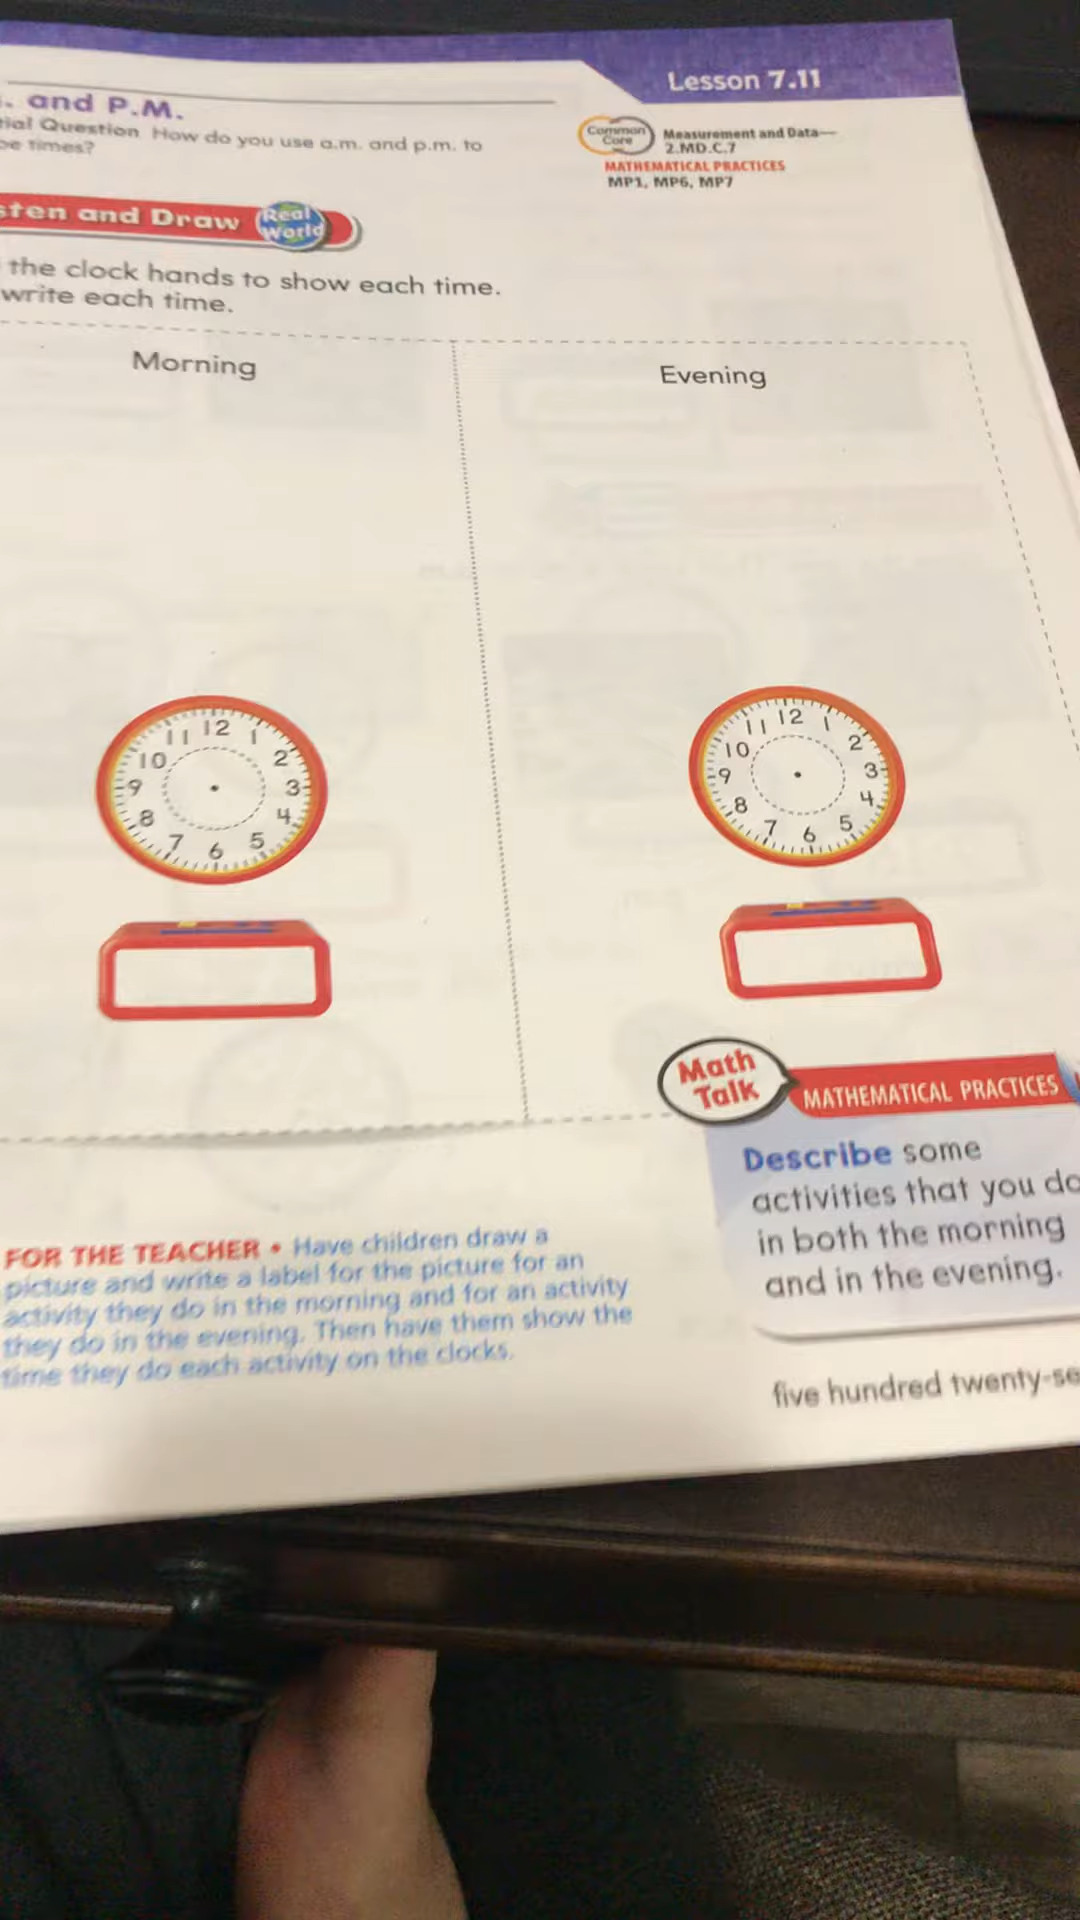 Lesson 7.11
. and P.M.
Question How do you use a.m. and p.m. to
times?
Common
Core
Measurement and Data—
2.MD.C.7
MATHEMATICAL PRACTICES
MP1, MP6, MP7
and Draw
Real
World
the clock hands to show each time.
write each time.
Morning
Evening
12
1
2
3
4
5
6
7
8
9
10
11
12
1
2
3
4
5
6
7
8
9
10
11
Math
Talk
MATHEMATICAL PRACTICES
Describe some
activities that you do
in both the morning
and in the evening.
FOR THE TEACHER • Have children draw a
picture and write a label for the picture for an
activity they do in the morning and for an activity
they do in the evening. Then have them show the
time they do each activity on the clocks.
five hundred twenty-se